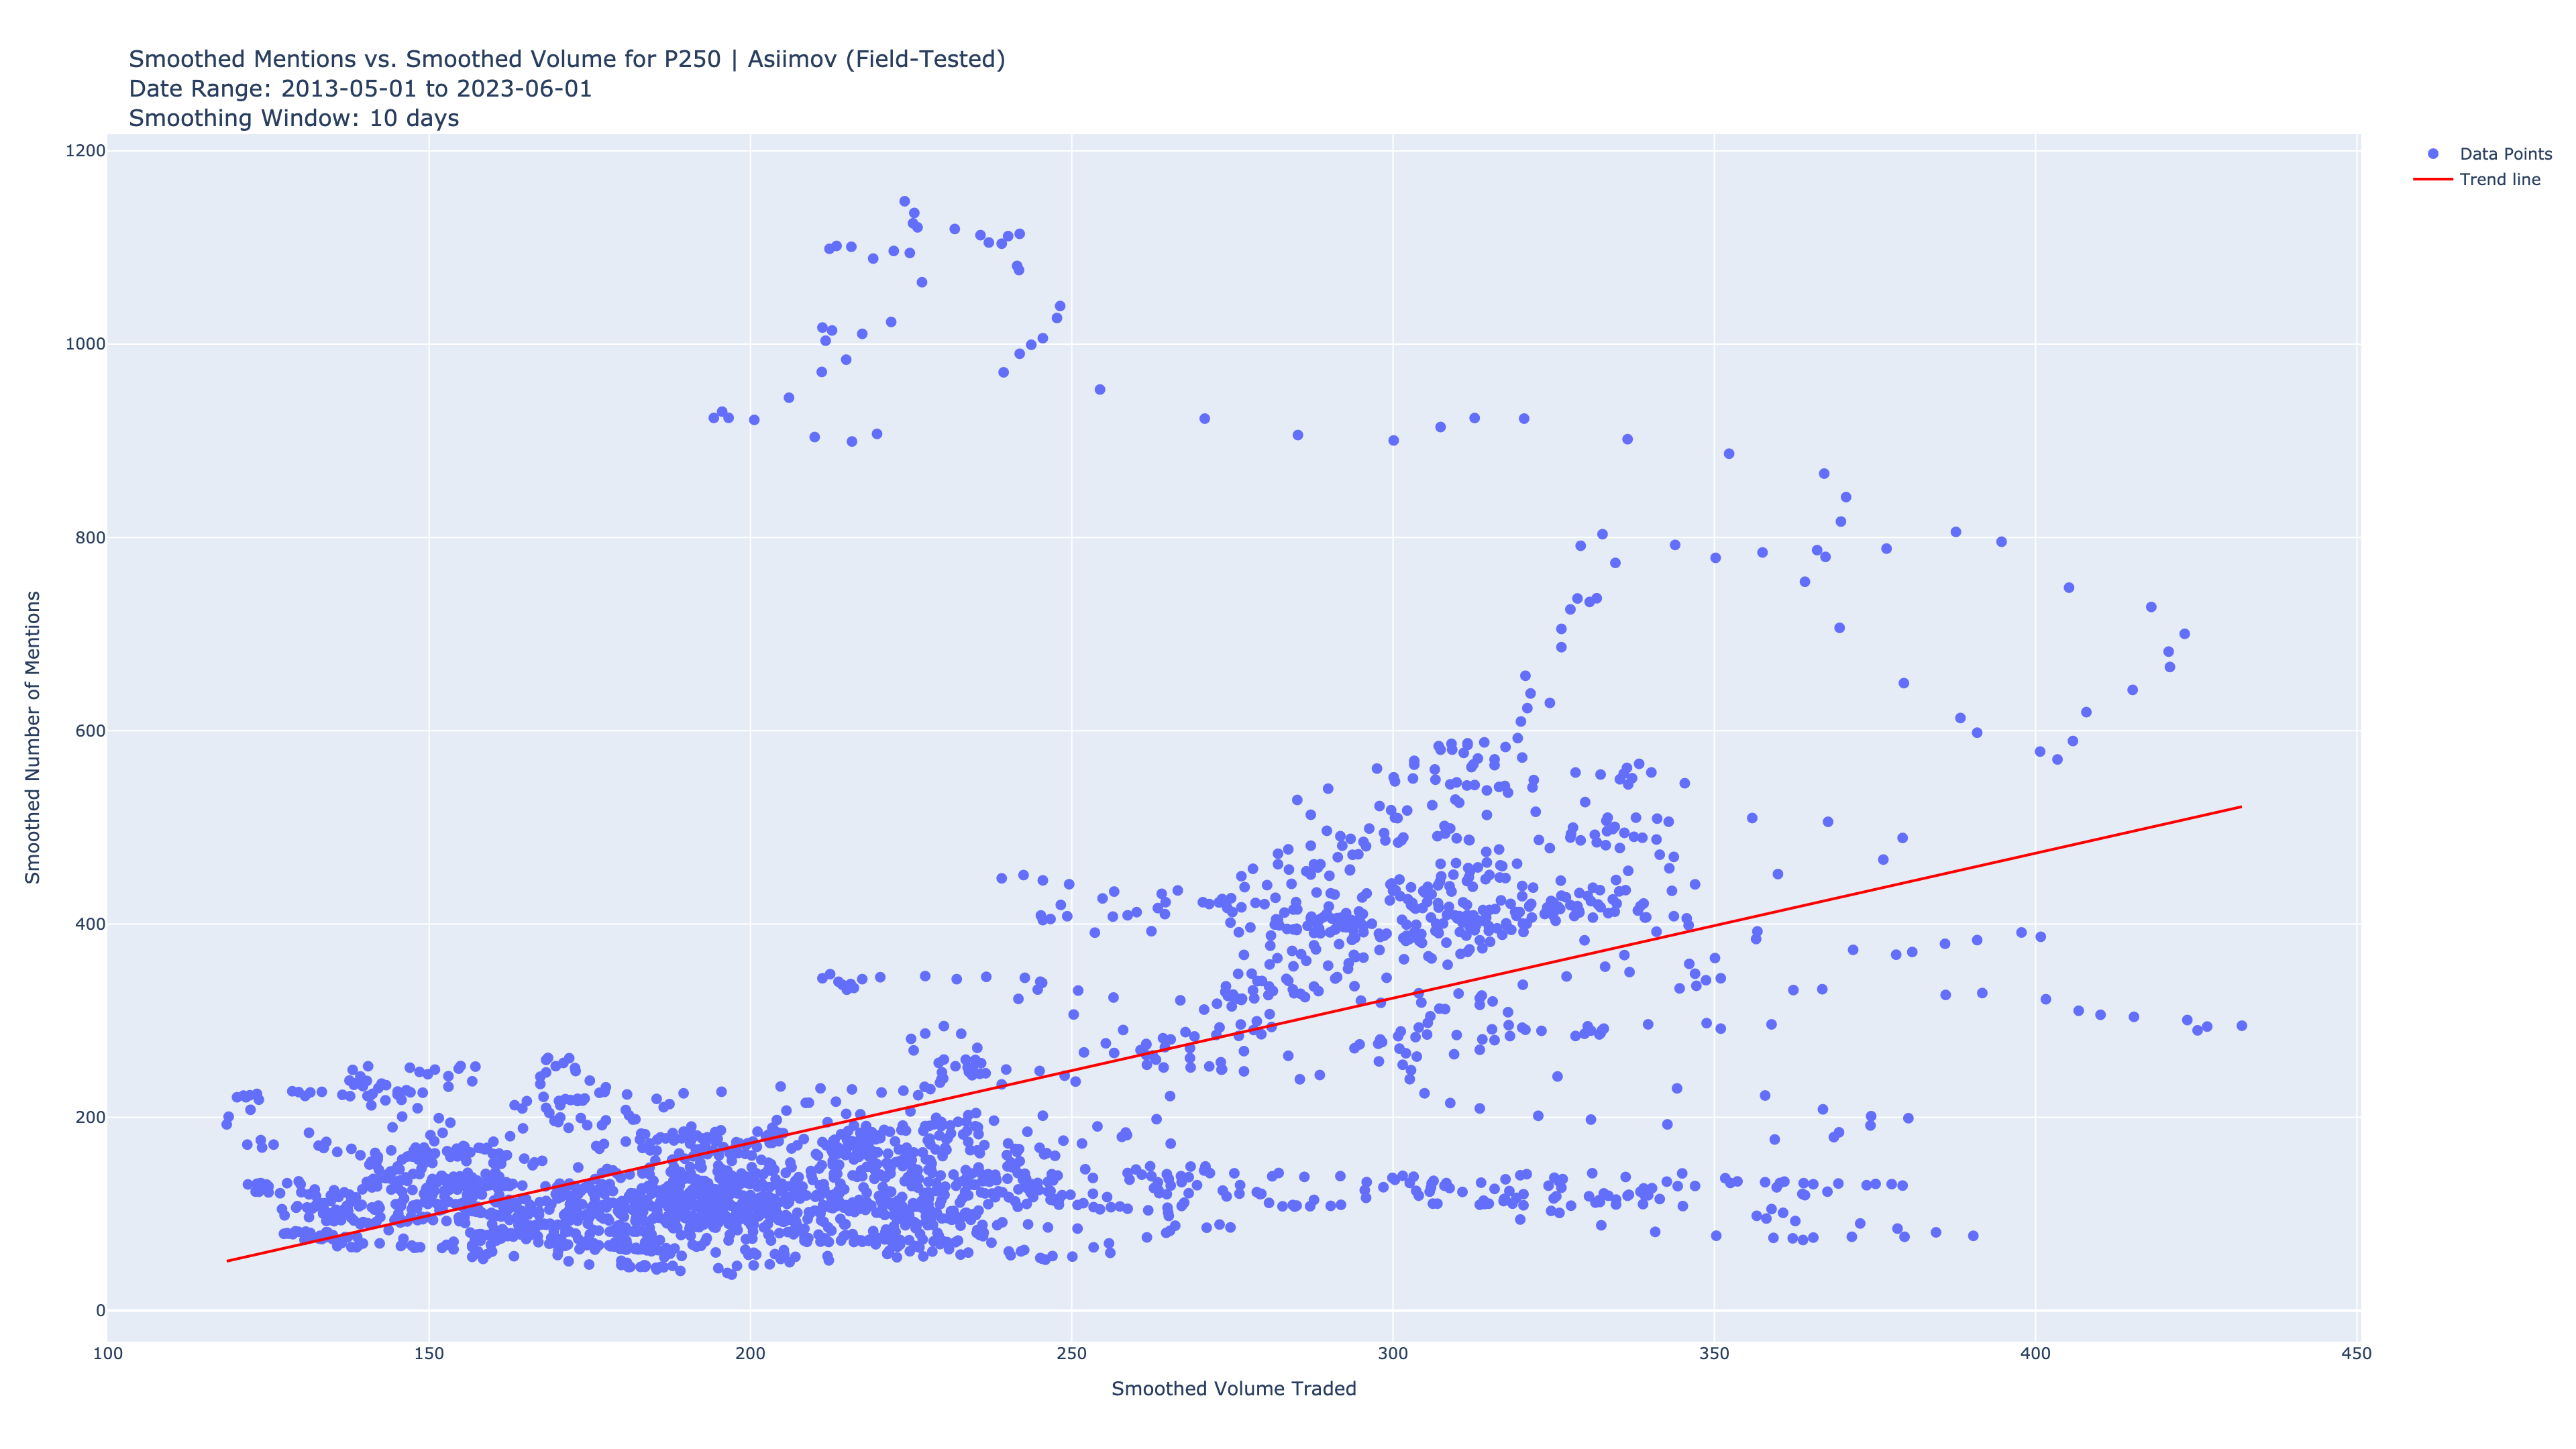 Smoothed Mentions vs. Smoothed Volume for P250 | Asiimov (Field-Tested)
Date Range: 2013-05-01 to 2023-06-01
Smoothing Window: 10 days
Data Points
Trend line
1200
1000
800
600
400
200
0
Smoothed Number of Mentions
100
150
200
250
300
350
400
450
Smoothed Volume Traded